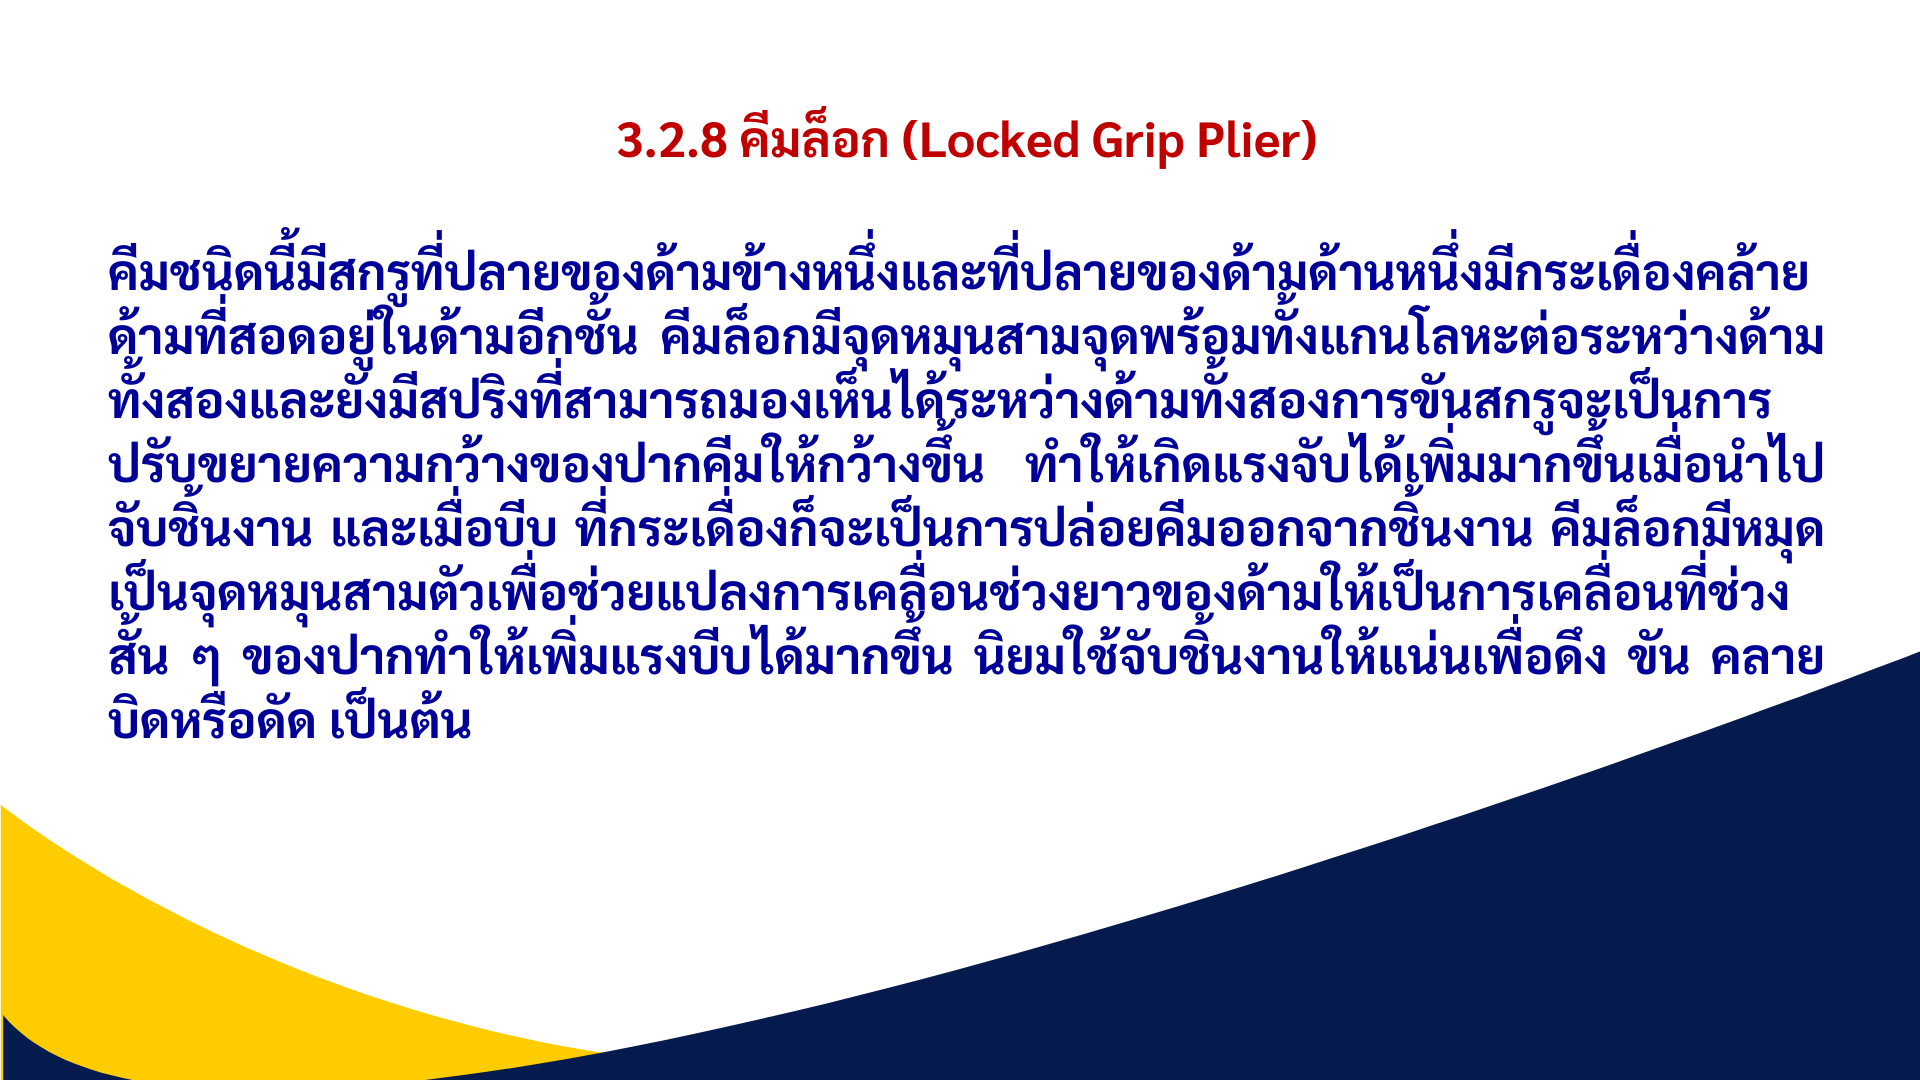 3.2.8 คีมล็อก (Locked Grip Plier)
คีมชนิดนี้มีสกรูที่ปลายของด้ามข้างหนึ่งและที่ปลายของด้ามด้านหนึ่งมีกระเดื่องคล้าย
ด้ามที่สอดอยู่ในด้ามอีกชั้น คีมล็อกมีจุดหมุนสามจุดพร้อมทั้งแกนโลหะต่อระหว่างด้าม
ทั้งสองและยังมีสปริงที่สามารถมองเห็นได้ระหว่างด้ามทั้งสองการขันสกรูจะเป็นการ
ปรับขยายความกว้างของปากคีมให้กว้างขึ้น ทำให้เกิดแรงจับได้เพิ่มมากขึ้นเมื่อนำไป
จับชิ้นงาน และเมื่อบีบ ที่กระเดื่องก็จะเป็นการปล่อยคีมออกจากชิ้นงาน คีมล็อกมีหมุด
เป็นจุดหมุนสามตัวเพื่อช่วยแปลงการเคลื่อนช่วงยาวของด้ามให้เป็นการเคลื่อนที่ช่วง
สั้น ๆ ของปากทำให้เพิ่มแรงบีบได้มากขึ้น นิยมใช้จับชิ้นงานให้แน่นเพื่อดึง ขัน คลาย
บิดหรือดัด เป็นต้น